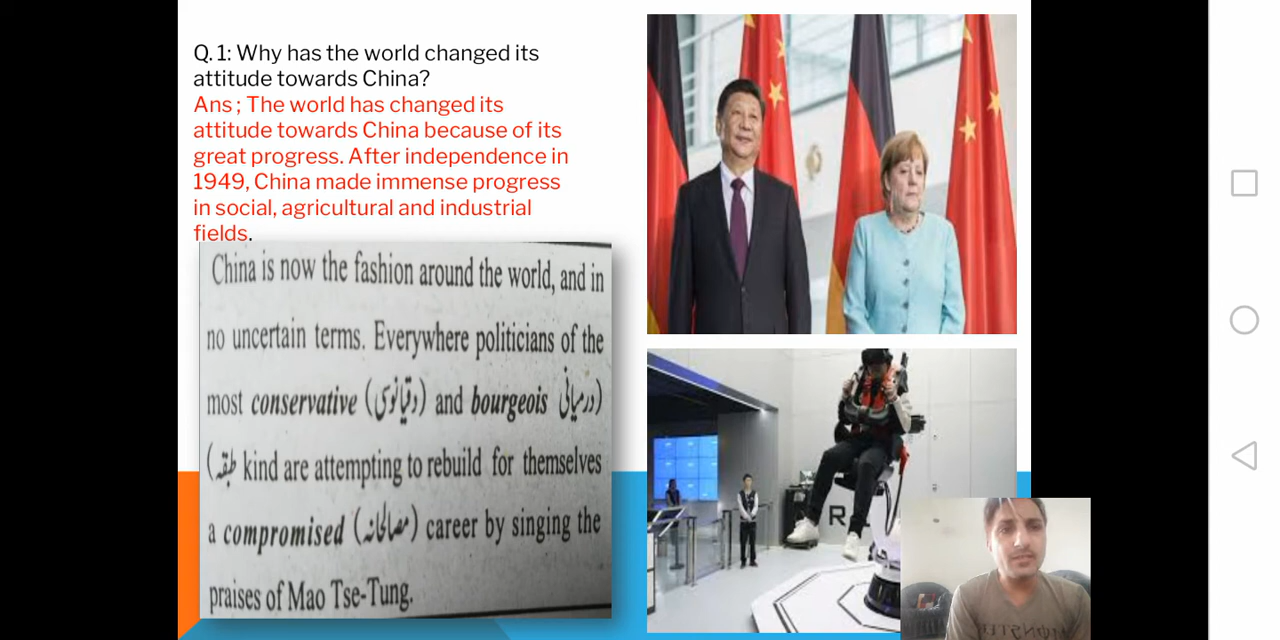 Q. 1: Why has the world changed its
attitude towards China?
Ans ; The world has changed its
attitude towards China because of its
great progress. After independence in
1949, China made immense progress
in social, agricultural and industrial
fields.
China is now the fashion around the world, and in
no uncertain terms. Everywhere politicians of the
most conservative (دقیانوسی) and bourgeois درمیانی)
(طبقہ kind are attempting to rebuild for themselves
a compromised (مصالحانہ) career by singing the
praises of Mao Tse-Tung.
R